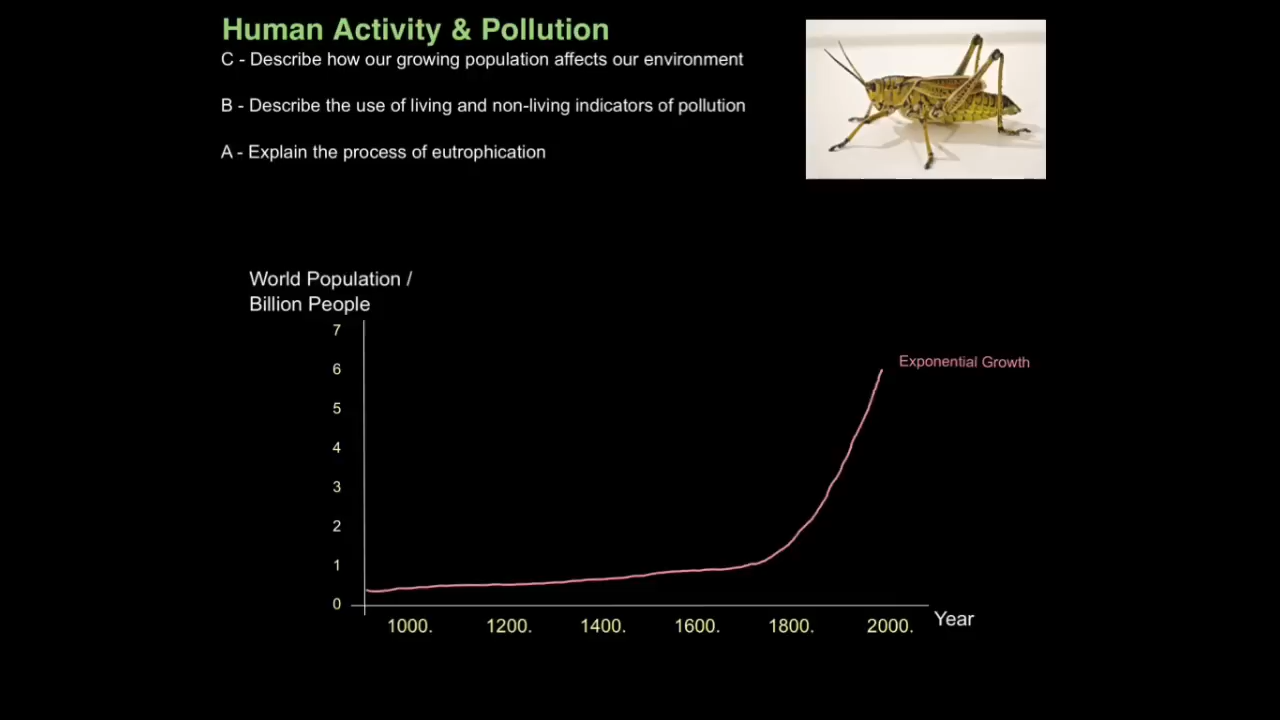 Human Activity & Pollution
C - Describe how our growing population affects our environment
B - Describe the use of living and non-living indicators of pollution
A - Explain the process of eutrophication
World Population /
Billion People
7
6
5
4
3
2
1
0
Exponential Growth
1000. 1200. 1400. 1600. 1800. 2000.
Year